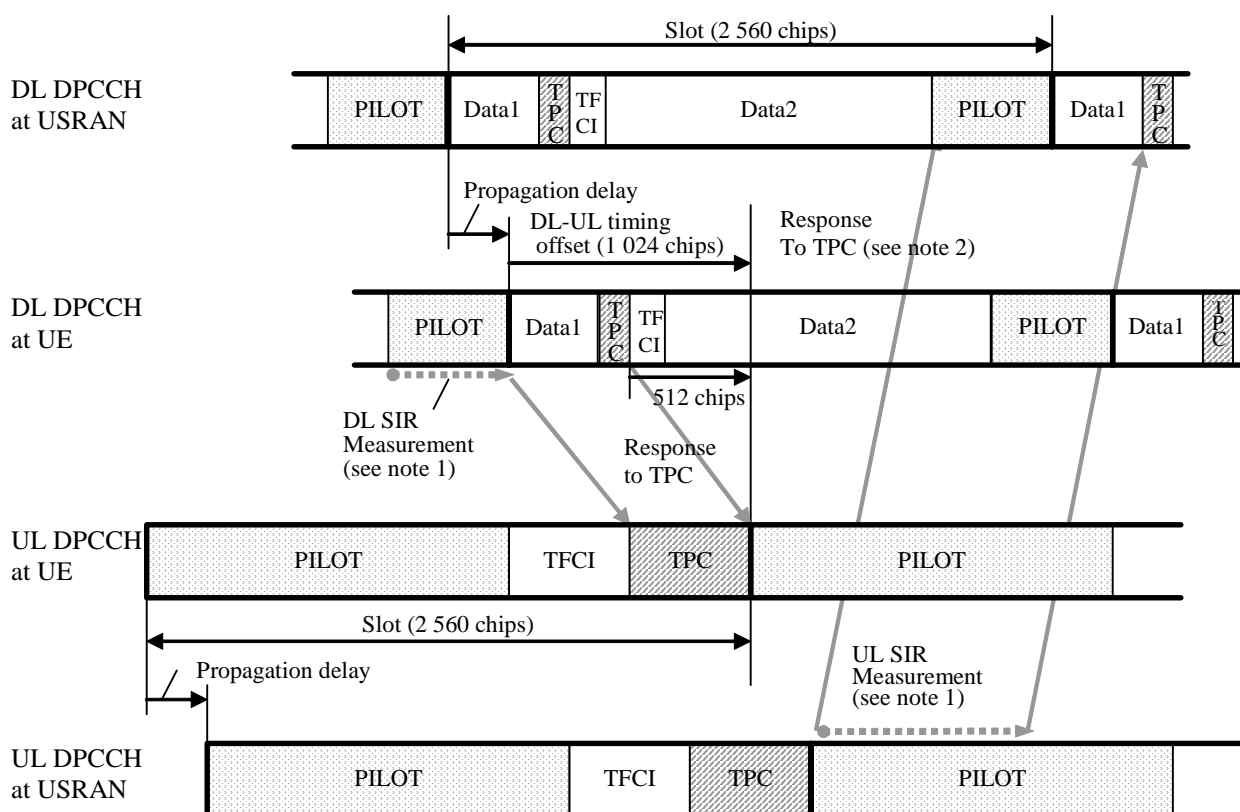 Slot (2 560 chips)
DL DPCCH
at USRAN
PILOT
Data1
TPC
TF
CI
Data2
PILOT
Data1
TPC
Propagation delay
DL-UL timing
offset (1 024 chips)
Response
To TPC (see note 2)
DL DPCCH
at UE
PILOT
Data1
TPC
TF
CI
Data2
PILOT
Data1
TPC
512 chips
DL SIR
Measurement
(see note 1)
Response
to TPC
UL DPCCH
at UE
PILOT
TFCI
TPC
PILOT
Slot (2 560 chips)
Propagation delay
UL SIR
Measurement
(see note 1)
UL DPCCH
at USRAN
PILOT
TFCI
TPC
PILOT